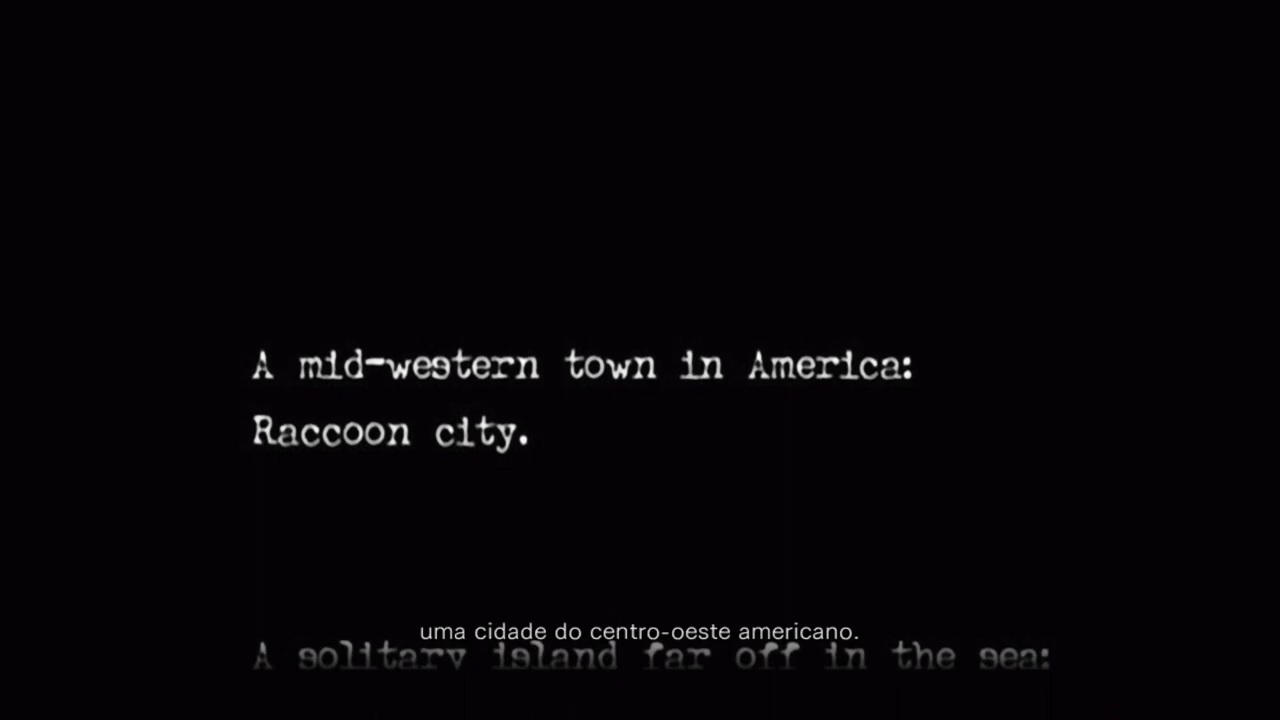 A mid-western town in America:
Raccoon city.
uma cidade do centro-oeste americano.
A solitary island far off in the sea: